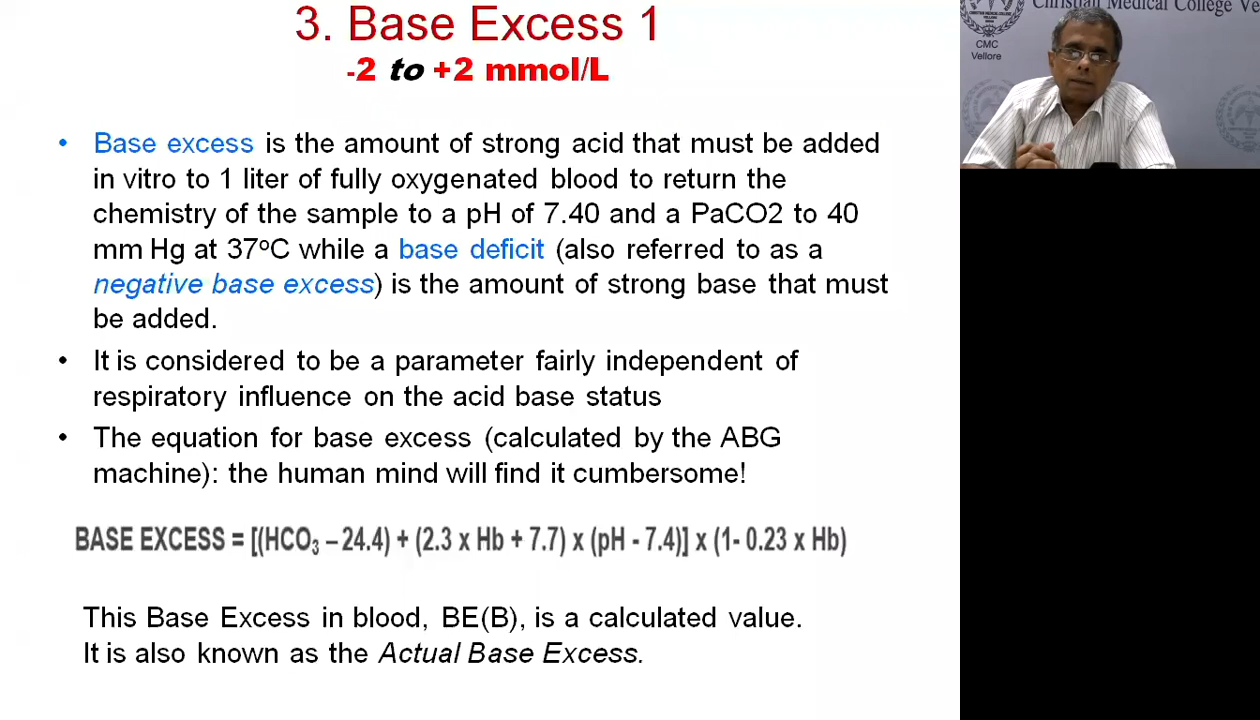 3. Base Excess 1
-2 to +2 mmol/L
• Base excess is the amount of strong acid that must be added
in vitro to 1 liter of fully oxygenated blood to return the
chemistry of the sample to a pH of 7.40 and a PaCO2 to 40
mm Hg at 37°C while a base deficit (also referred to as a
negative base excess) is the amount of strong base that must
be added.
• It is considered to be a parameter fairly independent of
respiratory influence on the acid base status
• The equation for base excess (calculated by the ABG
machine): the human mind will find it cumbersome!
BASE EXCESS = [(HCO₃ – 24.4) + (2.3 x Hb + 7.7) x (pH - 7.4)] x (1- 0.23 x Hb)
This Base Excess in blood, BE(B), is a calculated value.
It is also known as the Actual Base Excess.
Christian Medical College Ve
CMC
Vellore